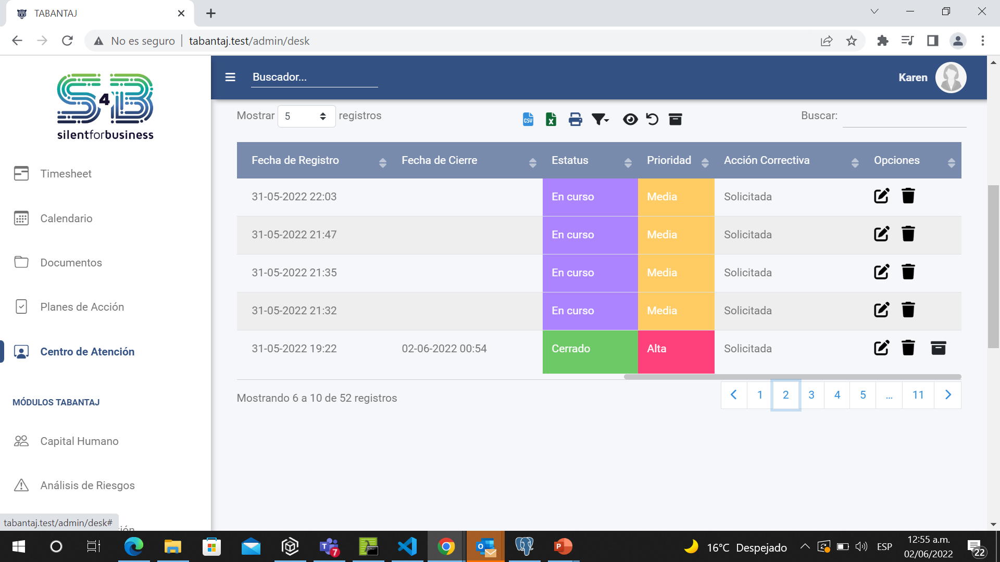 TABANTAJ
No es seguro
tabantaj.test/admin/desk
S4B
silentforbusiness
Timesheet
Calendario
Documentos
Planes de Acción
Centro de Atención
MÓDULOS TABANTAJ
Capital Humano
Análisis de Riesgos
tabantaj.test/admin/desk#
Buscador...
Karen
Mostrar 5 registros
CSV
X
Buscar:
Fecha de Registro Fecha de Cierre Estatus Prioridad Acción Correctiva Opciones
31-05-2022 22:03 En curso Media Solicitada
31-05-2022 21:47 En curso Media Solicitada
31-05-2022 21:35 En curso Media Solicitada
31-05-2022 21:32 En curso Media Solicitada
31-05-2022 19:22 02-06-2022 00:54 Cerrado Alta Solicitada
Mostrando 6 a 10 de 52 registros
1 2 3 4 5 ... 11
7
16°C Despejado
ESP
12:55 a.m.
02/06/2022
22